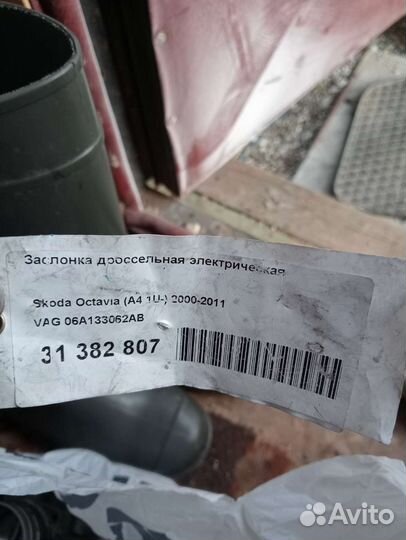 Заслонка дроссельная электрическая
Skoda Octavia (A4 1U-) 2000-2011
VAG 06A133062AB
31 382 807
Avito